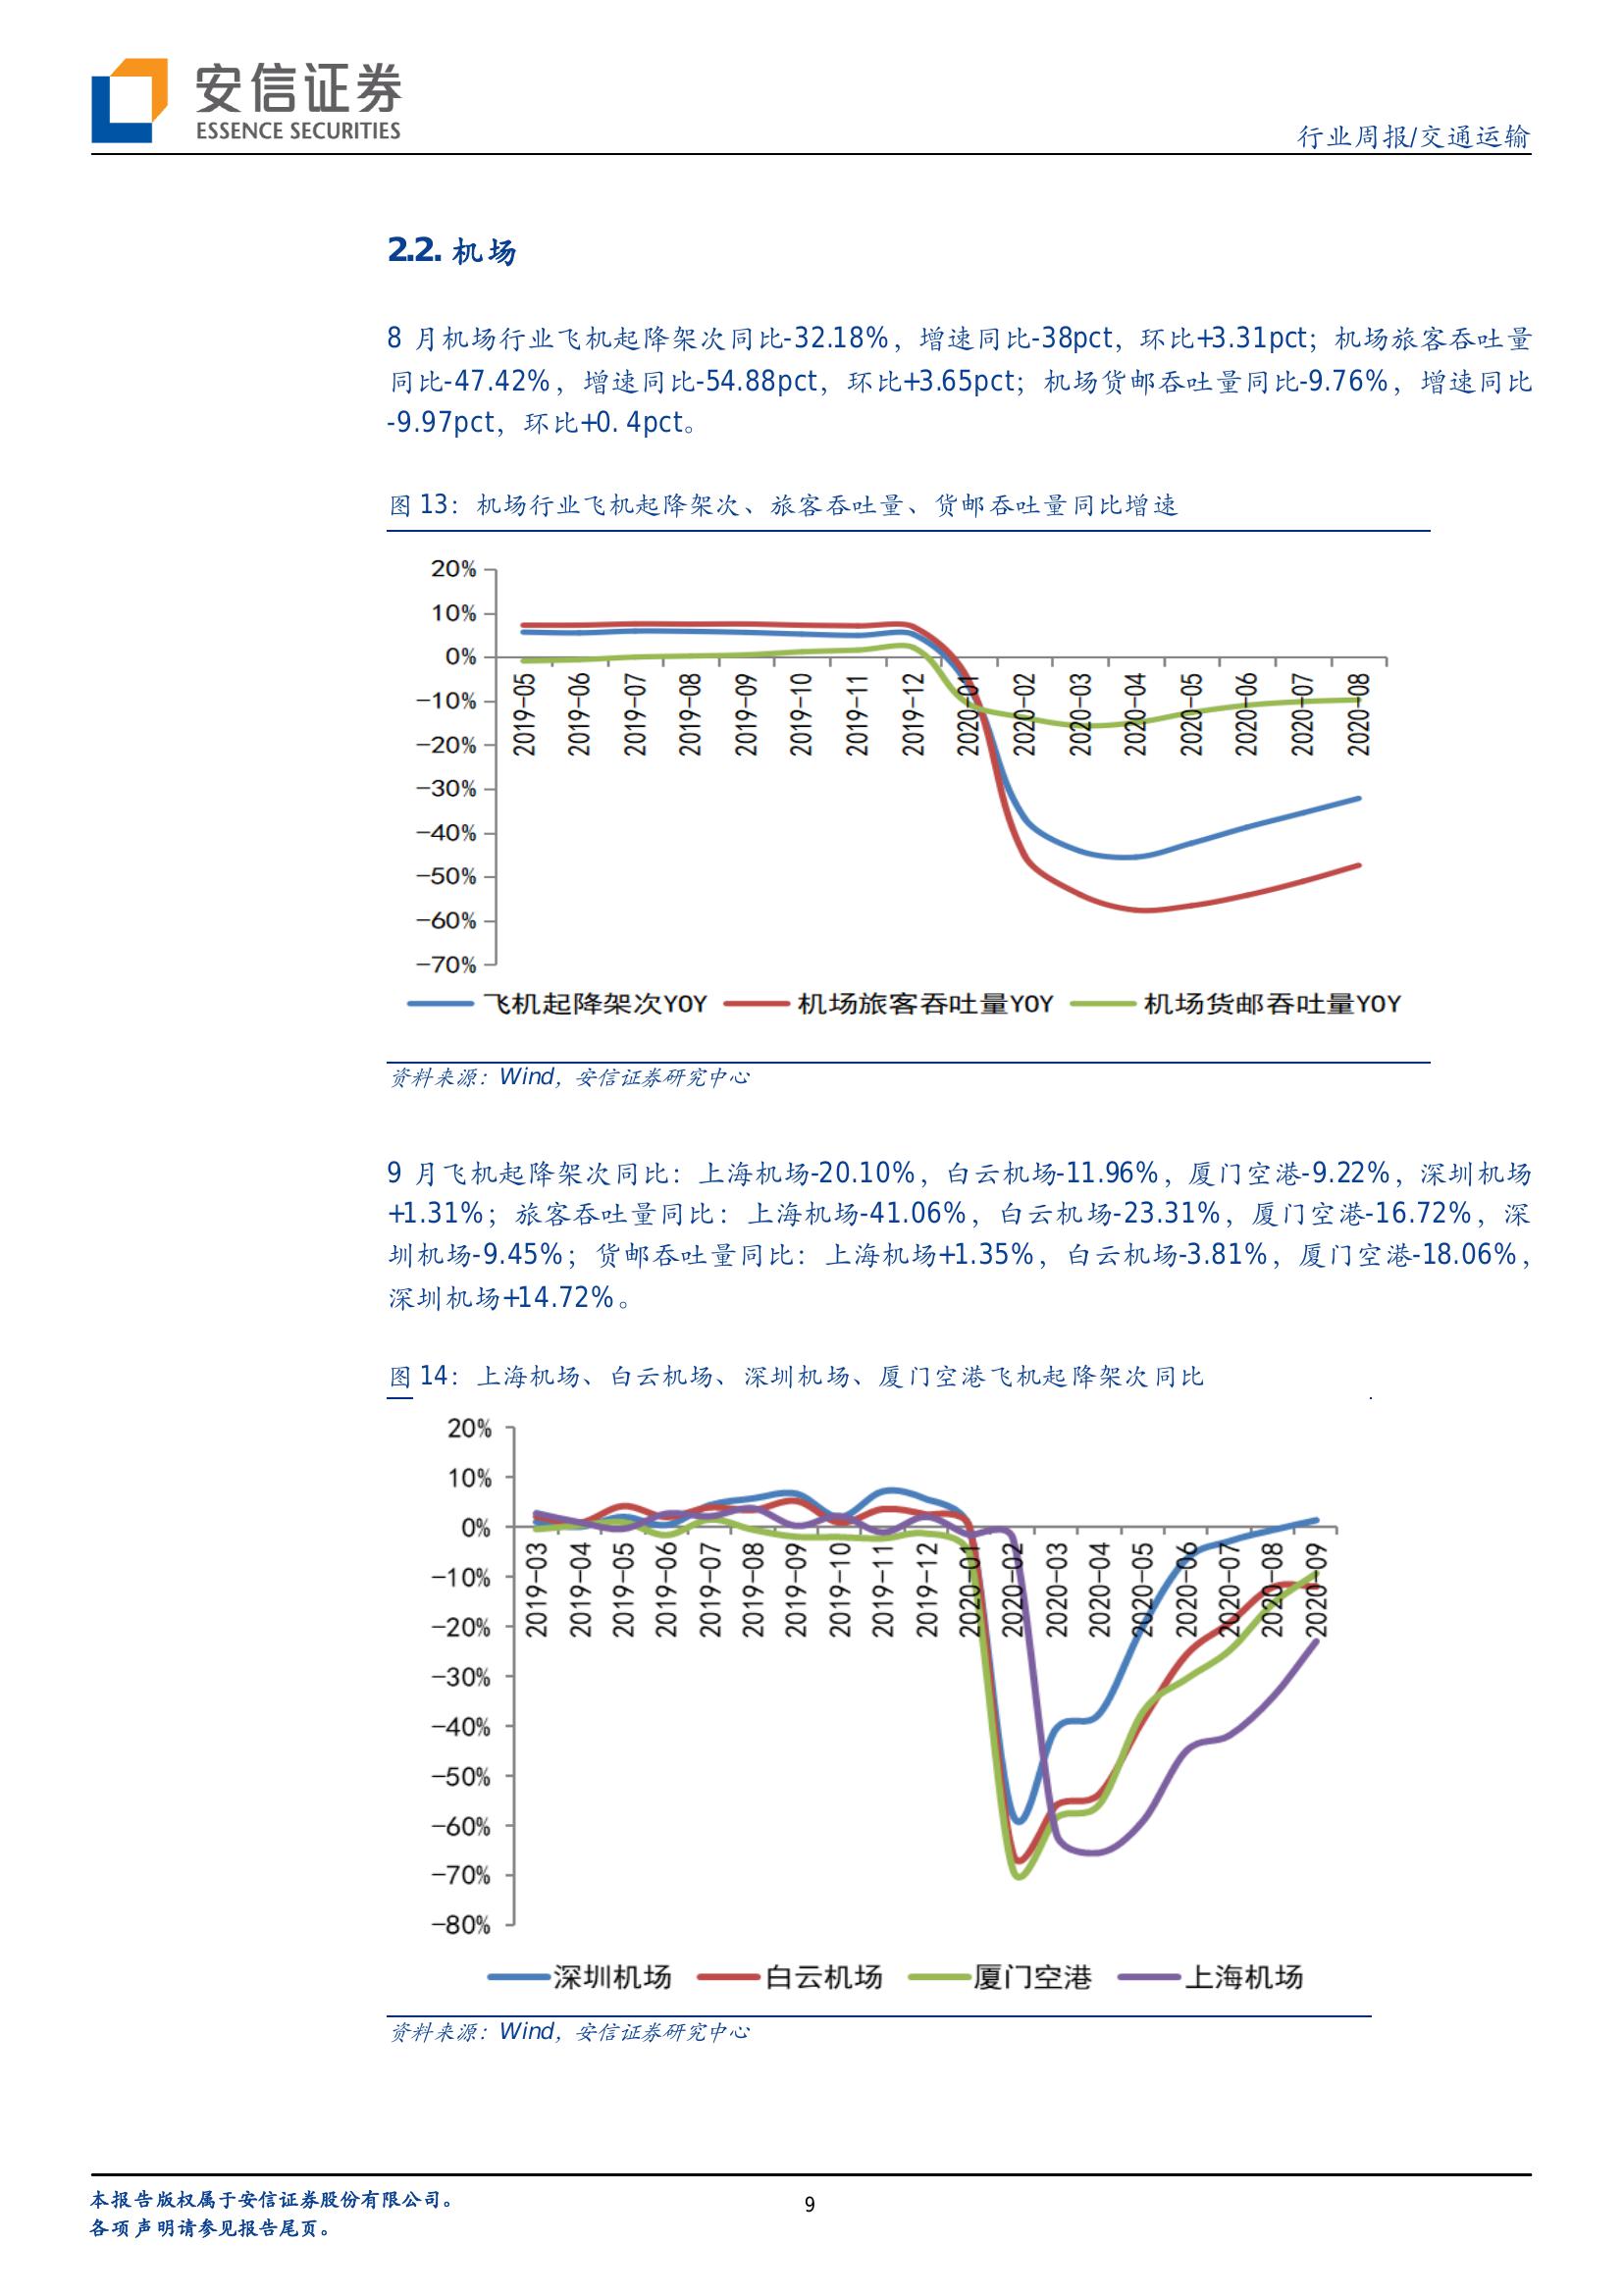 安信证券
ESSENCE SECURITIES
行业周报/交通运输
2.2. 机场
8 月机场行业飞机起降架次同比-32.18%，增速同比-38pct，环比+3.31pct；机场旅客吞吐量
同比-47.42%，增速同比-54.88pct，环比+3.65pct；机场货邮吞吐量同比-9.76%，增速同比
-9.97pct，环比+0. 4pct。
图 13：机场行业飞机起降架次、旅客吞吐量、货邮吞吐量同比增速
20%
10%
0%
-10%
-20%
-30%
-40%
-50%
-60%
-70%
2019-05 2019-06 2019-07 2019-08 2019-09 2019-10 2019-11 2019-12 2020-01 2020-02 2020-03 2020-04 2020-05 2020-06 2020-07 2020-08
飞机起降架次YOY 机场旅客吞吐量YOY 机场货邮吞吐量YOY
资料来源：Wind，安信证券研究中心
9 月飞机起降架次同比：上海机场-20.10%，白云机场-11.96%，厦门空港-9.22%，深圳机场
+1.31%；旅客吞吐量同比：上海机场-41.06%，白云机场-23.31%，厦门空港-16.72%，深
圳机场-9.45%；货邮吞吐量同比：上海机场+1.35%，白云机场-3.81%，厦门空港-18.06%，
深圳机场+14.72%。
图 14：上海机场、白云机场、深圳机场、厦门空港飞机起降架次同比
20%
10%
0%
-10%
-20%
-30%
-40%
-50%
-60%
-70%
-80%
2019-03 2019-04 2019-05 2019-06 2019-07 2019-08 2019-09 2019-10 2019-11 2019-12 2020-01 2020-02 2020-03 2020-04 2020-05 2020-06 2020-07 2020-08 2020-09
深圳机场 白云机场 厦门空港 上海机场
资料来源：Wind，安信证券研究中心
本报告版权属于安信证券股份有限公司。
各项声明请参见报告尾页。
9